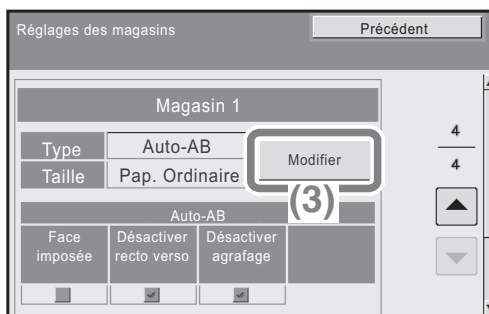 Réglages des magasins Précédent
Magasin 1
Type Auto-AB
Modifier
Taille Pap. Ordinaire
(3)
Auto-AB
Face imposée
Désactiver recto verso
Désactiver agrafage
4
4